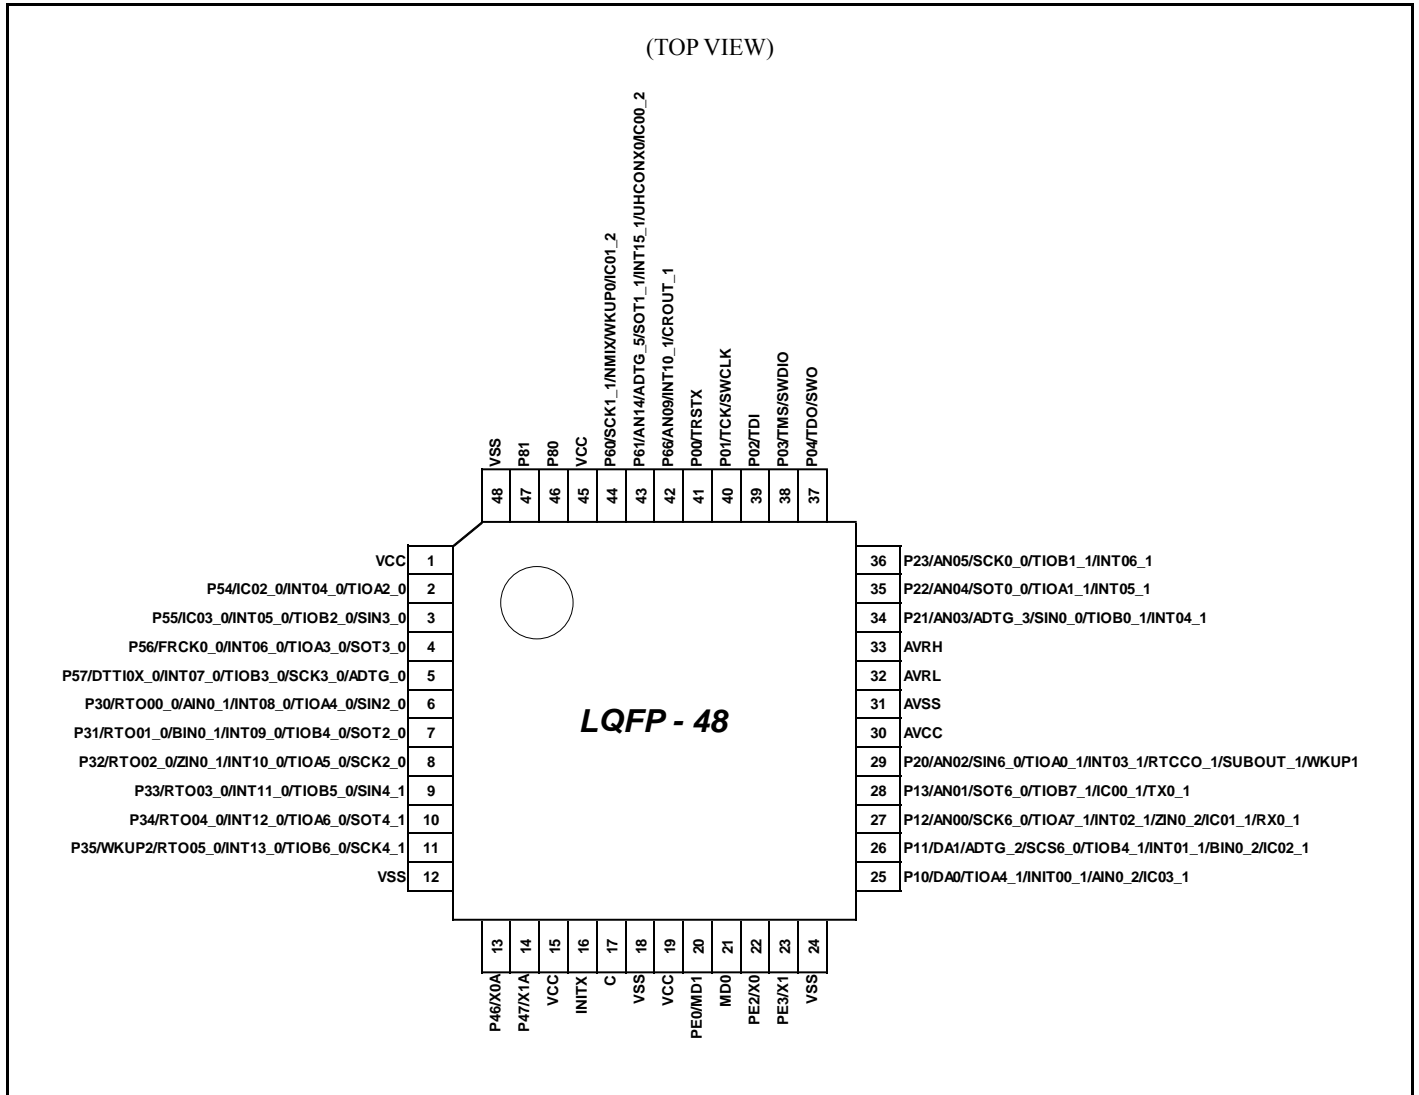 (TOP VIEW)
VSS
P81
P80
VCC
P60/SCK1_1/NMIX/WKUP0/IC01_2
P61/AN14/ADTG_5/SOT1_1/INT15_1/UHCONX0/IC00_2
P66/AN09/INT10_1/CROUT_1
P00/TRSTX
P01/TCK/SWCLK
P02/TDI
P03/TMS/SWDIO
P04/TDO/SWO
48
47
46
45
44
43
42
41
40
39
38
37
VCC 1
P54/IC02_0/INT04_0/TIOA2_0 2
P55/IC03_0/INT05_0/TIOB2_0/SIN3_0 3
P56/FRCK0_0/INT06_0/TIOA3_0/SOT3_0 4
P57/DTTI0X_0/INT07_0/TIOB3_0/SCK3_0/ADTG_0 5
P30/RTO00_0/AIN0_1/INT08_0/TIOA4_0/SIN2_0 6
P31/RTO01_0/BIN0_1/INT09_0/TIOB4_0/SOT2_0 7
P32/RTO02_0/ZIN0_1/INT10_0/TIOA5_0/SCK2_0 8
P33/RTO03_0/INT11_0/TIOB5_0/SIN4_1 9
P34/RTO04_0/INT12_0/TIOA6_0/SOT4_1 10
P35/WKUP2/RTO05_0/INT13_0/TIOB6_0/SCK4_1 11
VSS 12
LQFP - 48
36 P23/AN05/SCK0_0/TIOB1_1/INT06_1
35 P22/AN04/SOT0_0/TIOA1_1/INT05_1
34 P21/AN03/ADTG_3/SIN0_0/TIOB0_1/INT04_1
33 AVRH
32 AVRL
31 AVSS
30 AVCC
29 P20/AN02/SIN6_0/TIOA0_1/INT03_1/RTCCO_1/SUBOUT_1/WKUP1
28 P13/AN01/SOT6_0/TIOB7_1/IC00_1/TX0_1
27 P12/AN00/SCK6_0/TIOA7_1/INT02_1/ZIN0_2/IC01_1/RX0_1
26 P11/DA1/ADTG_2/SCS6_0/TIOB4_1/INT01_1/BIN0_2/IC02_1
25 P10/DA0/TIOA4_1/INIT00_1/AIN0_2/IC03_1
13
14
15
16
17
18
19
20
21
22
23
24
P46/X0A
P47/X1A
VCC
INITX
C
VSS
VCC
PE0/MD1
MD0
PE2/X0
PE3/X1
VSS